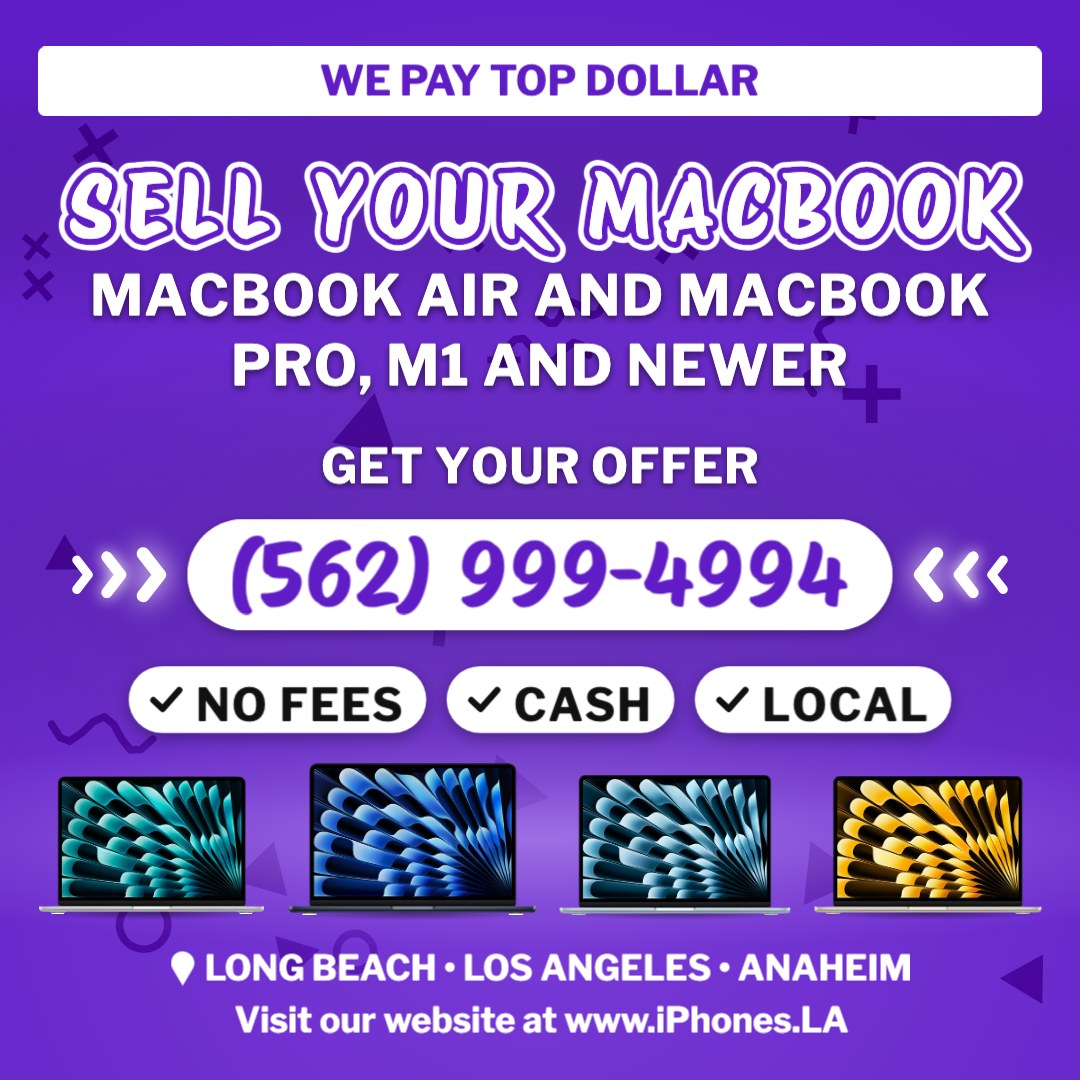 WE PAY TOP DOLLAR
SELL YOUR MACBOOK
MACBOOK AIR AND MACBOOK
PRO, M1 AND NEWER
GET YOUR OFFER
(562) 999-4994
NO FEES
CASH
LOCAL
LONG BEACH • LOS ANGELES • ANAHEIM
Visit our website at www.iPhones.LA